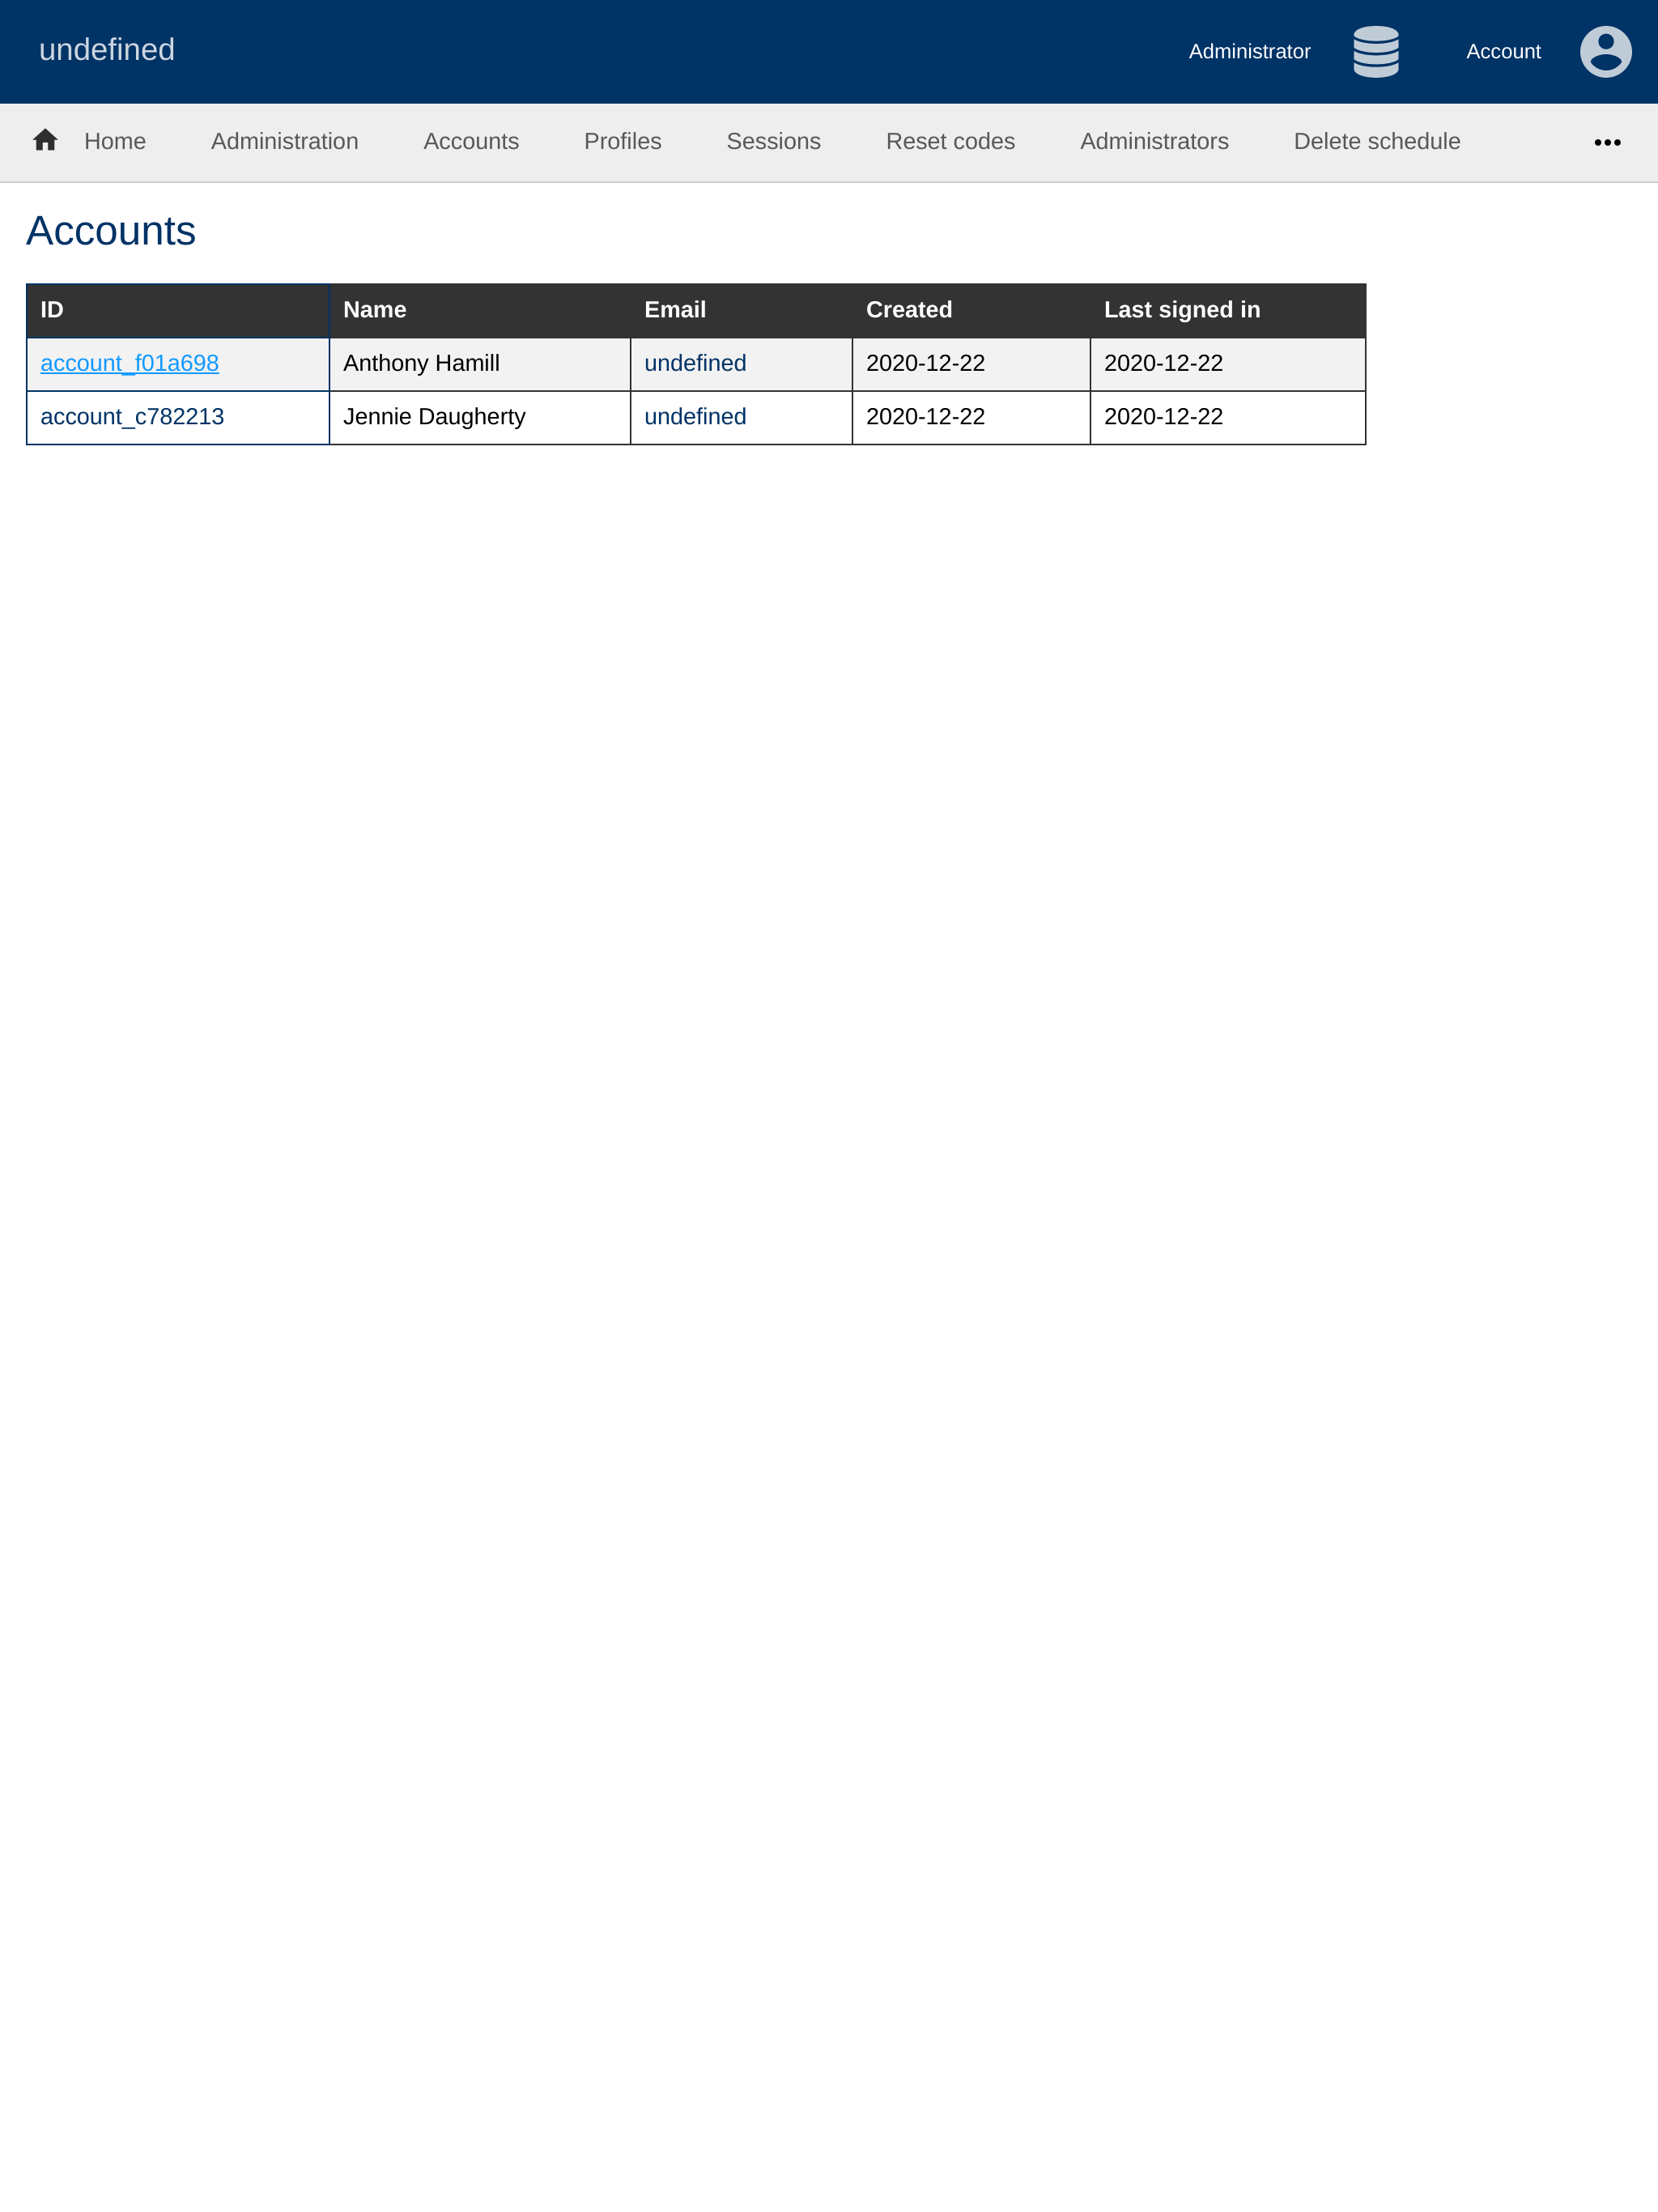 undefined Administrator Account
Home Administration Accounts Profiles Sessions Reset codes Administrators Delete schedule •••
Accounts
ID Name Email Created Last signed in
account_f01a698 Anthony Hamill undefined 2020-12-22 2020-12-22
account_c782213 Jennie Daugherty undefined 2020-12-22 2020-12-22